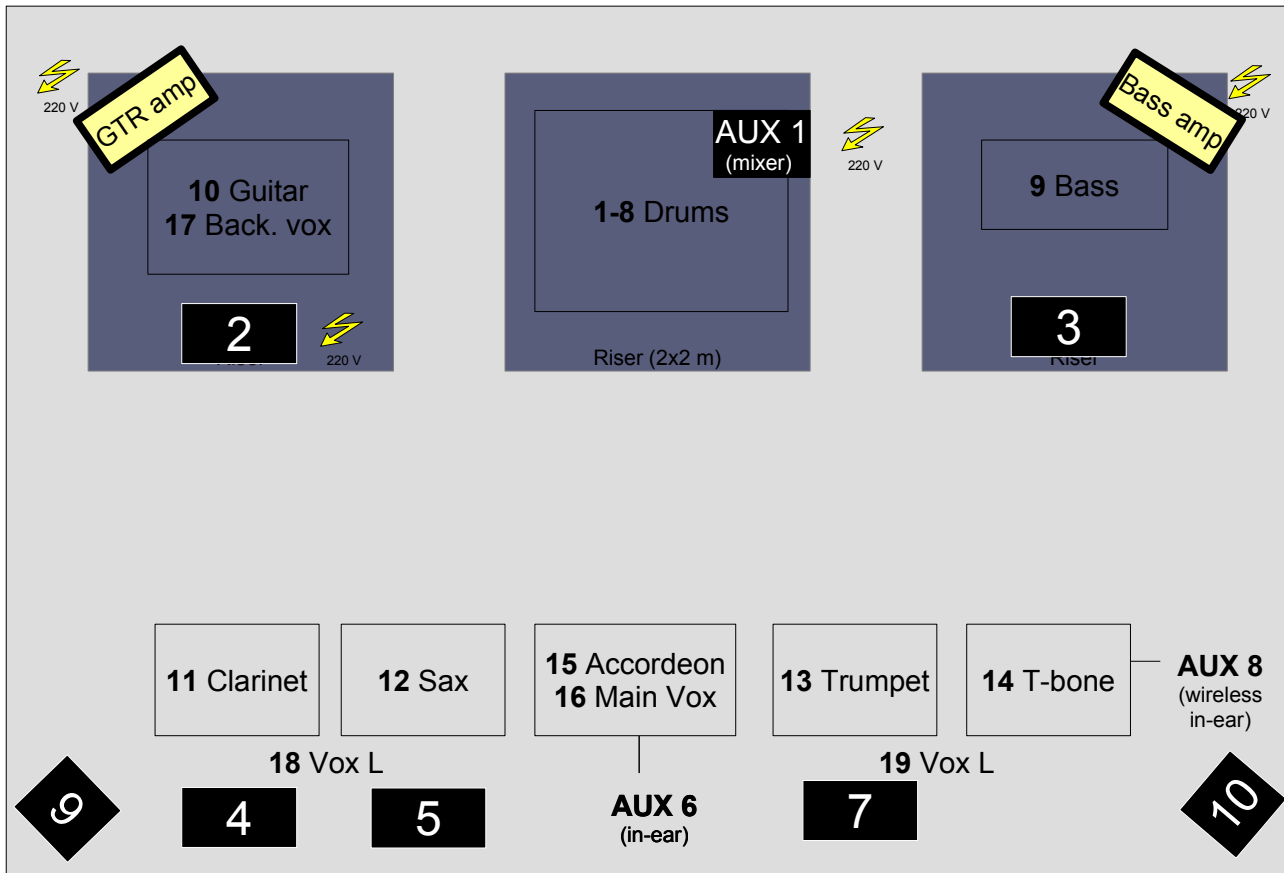 220 V
GTR amp
10 Guitar
17 Back. vox
2
220 V
Riser
AUX 1
(mixer)
220 V
1-8 Drums
Riser (2x2 m)
Bass amp
220 V
9 Bass
3
Riser
11 Clarinet
12 Sax
15 Accordeon
16 Main Vox
13 Trumpet
14 T-bone
AUX 8
(wireless
in-ear)
18 Vox L
19 Vox L
9
4
5
AUX 6
(in-ear)
7
10